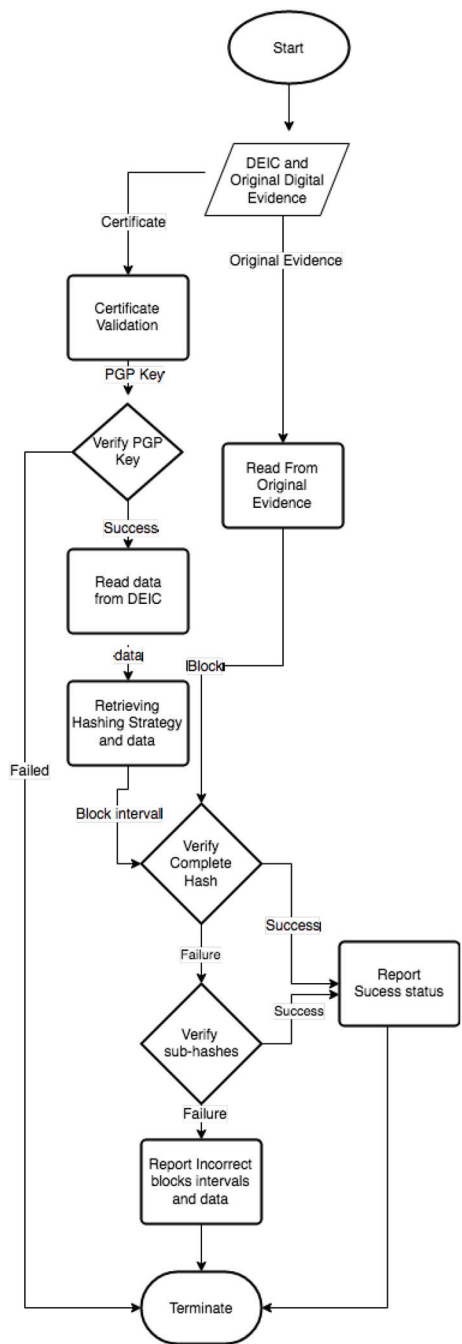 Start
DEIC and
Original Digital
Evidence
Certificate
Original Evidence
Certificate
Validation
PGP Key
Verify PGP
Key
Read From
Original
Evidence
Success
Read data
from DEIC
data
Block
Retrieving
Hashing Strategy
and data
Failed
Block interval
Verify
Complete
Hash
Success
Failure
Report
Sucess status
Success
Verify
sub-hashes
Failure
Report Incorrect
blocks intervals
and data
Terminate